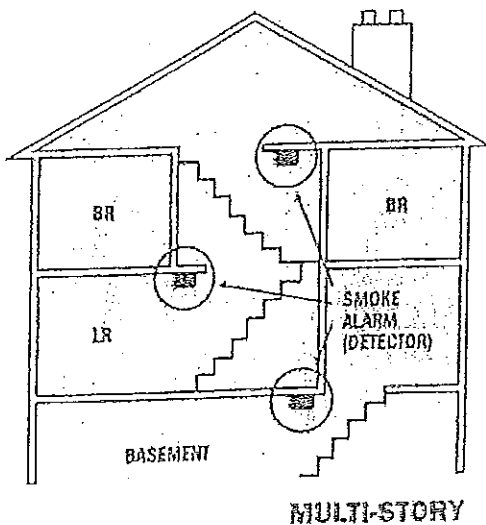 BR
BR
SMOKE
ALARM
(DETECTOR)
LR
BASEMENT
MULTI-STORY